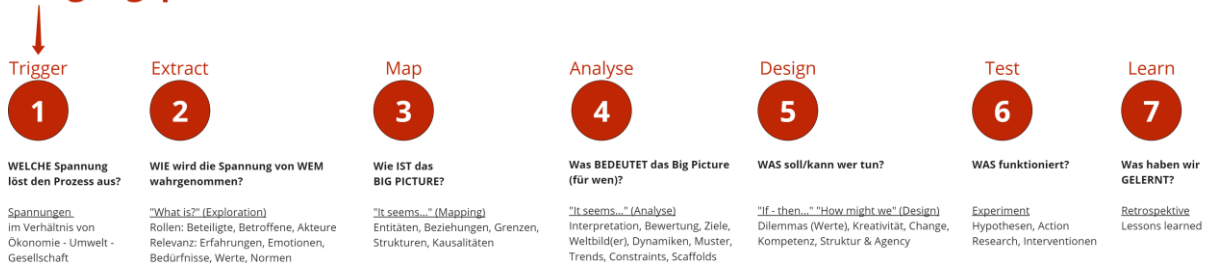 Trigger
1
WELCHE Spannung
löst den Prozess aus?
Spannungen
im Verhältnis von
Ökonomie - Umwelt -
Gesellschaft
Extract
2
WIE wird die Spannung von WEM
wahrgenommen?
"What is?" (Exploration)
Rollen: Beteiligte, Betroffene, Akteure
Relevanz: Erfahrungen, Emotionen,
Bedürfnisse, Werte, Normen
Map
3
Wie IST das
BIG PICTURE?
"It seems..." (Mapping)
Entitäten, Beziehungen, Grenzen,
Strukturen, Kausalitäten
Analyse
4
Was BEDEUTET das Big Picture
(für wen)?
"It seems..." (Analyse)
Interpretation, Bewertung, Ziele,
Weltbild(er), Dynamiken, Muster,
Trends, Constraints, Scaffolds
Design
5
WAS soll/kann wer tun?
"If - then..." "How might we" (Design)
Dilemmas (Werte), Kreativität, Change,
Kompetenz, Struktur & Agency
Test
6
WAS funktioniert?
Experiment
Hypothesen, Action
Research, Interventionen
Learn
7
Was haben wir
GELERNT?
Retrospektive
Lessons learned